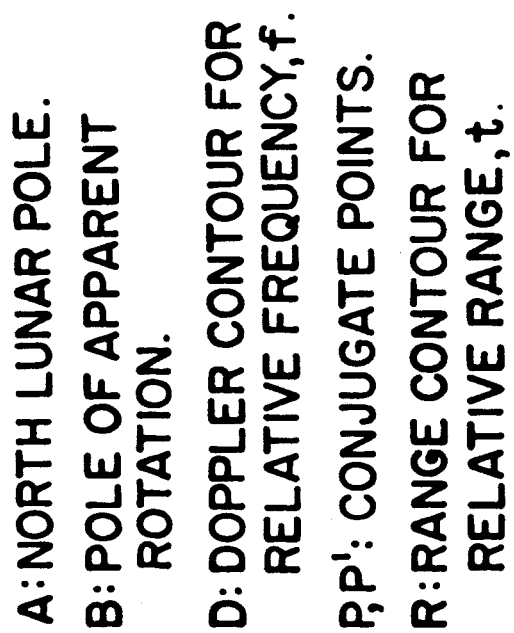 A: NORTH LUNAR POLE.
B: POLE OF APPARENT
ROTATION.
D: DOPPLER CONTOUR FOR
RELATIVE FREQUENCY, f.
P,P': CONJUGATE POINTS.
R: RANGE CONTOUR FOR
RELATIVE RANGE, t.